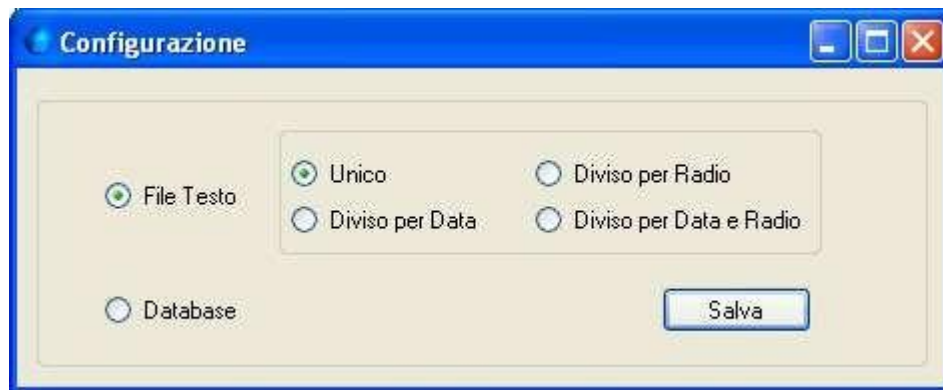 Configurazione
Unico
Diviso per Radio
File Testo
Diviso per Data
Diviso per Data e Radio
Database
Salva